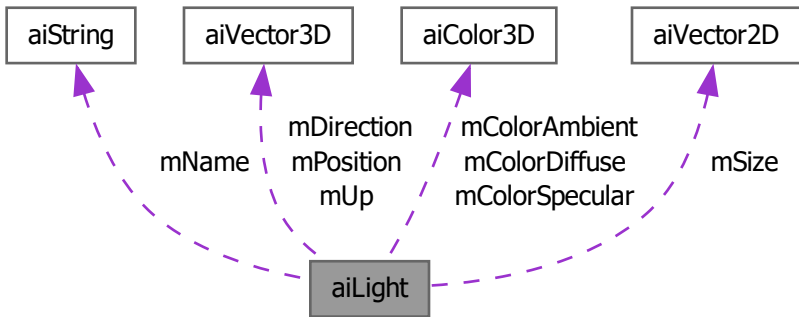 aiString
aiVector3D
aiColor3D
aiVector2D
mName
mDirection
mPosition
mUp
mColorAmbient
mColorDiffuse
mColorSpecular
mSize
aiLight